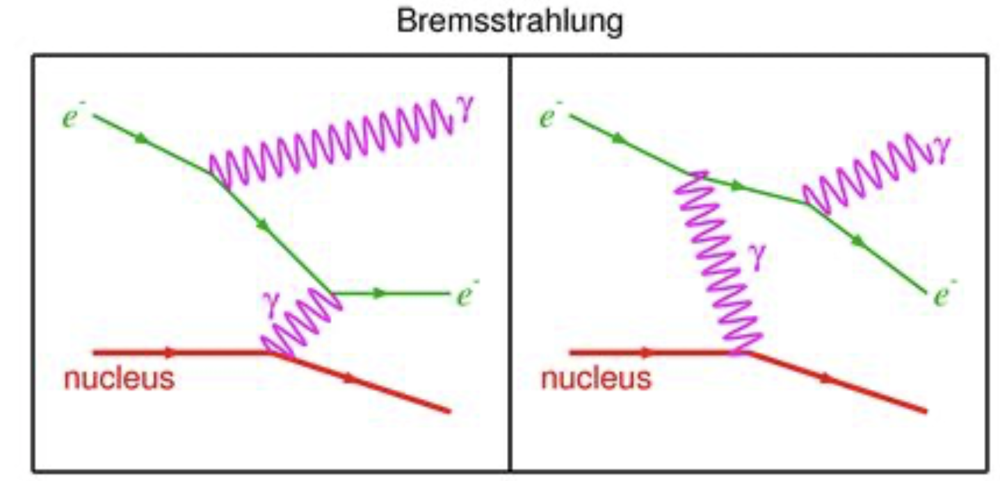 Bremsstrahlung
e⁻
γ
γ
e⁻
nucleus
e⁻
γ
γ
e⁻
nucleus